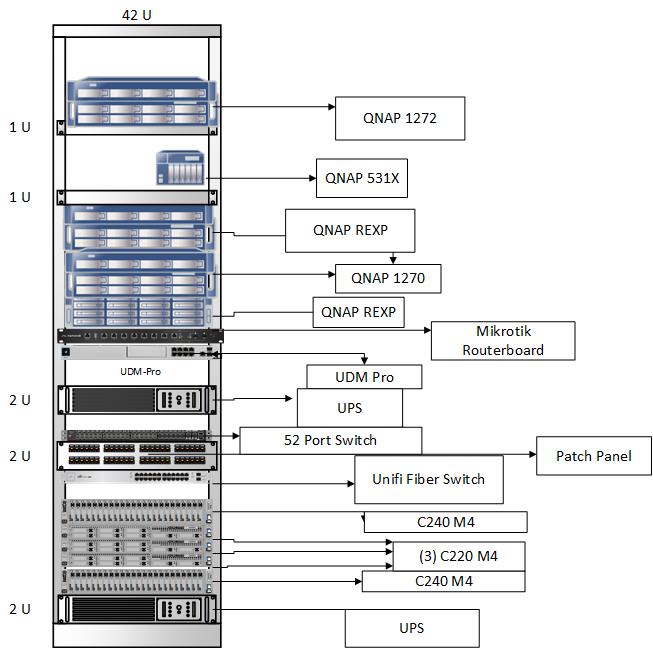 42 U
QNAP 1272
1 U
QNAP 531X
1 U
QNAP REXP
QNAP 1270
QNAP REXP
Mikrotik
Routerboard
UDM-Pro
UDM Pro
2 U
UPS
52 Port Switch
2 U
Patch Panel
Unifi Fiber Switch
C240 M4
(3) C220 M4
C240 M4
2 U
UPS